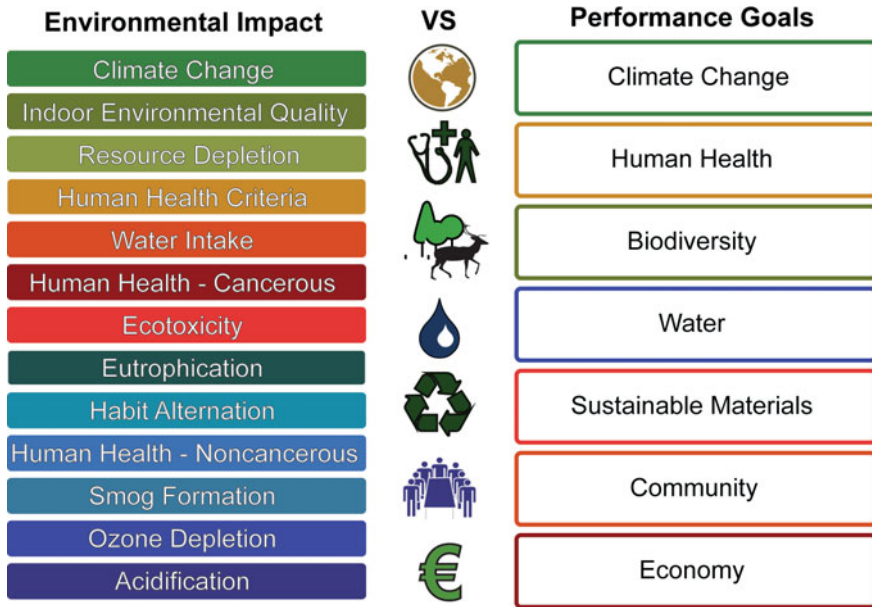 Environmental Impact
VS
Performance Goals
Climate Change
Indoor Environmental Quality
Resource Depletion
Human Health Criteria
Water Intake
Human Health - Cancerous
Ecotoxicity
Eutrophication
Habit Alternation
Human Health - Noncancerous
Smog Formation
Ozone Depletion
Acidification
€
Climate Change
Human Health
Biodiversity
Water
Sustainable Materials
Community
Economy